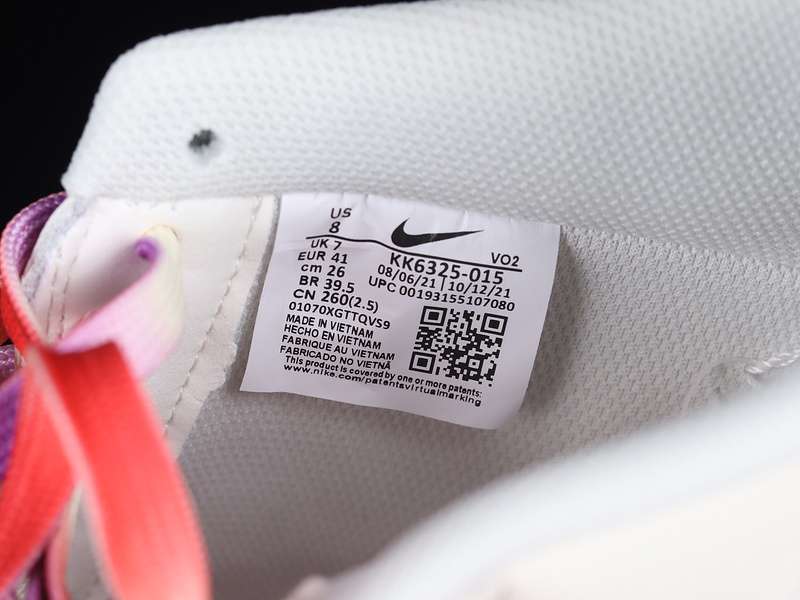 US
8
UK 7
VO2
EUR 41
KK6325-015
cm 26
08/06/21 | 10/12/21
BR 39.5
UPC 00193155107080
CN 260(2.5)
01070XGTTQVS9
MADE IN VIETNAM
HECHO EN VIETNAM
FABRIQUE AU VIETNAM
FABRICADO NO VIETNÃ
This product is covered by one or more patents:
www.nike.com/patentsvirtualmarking